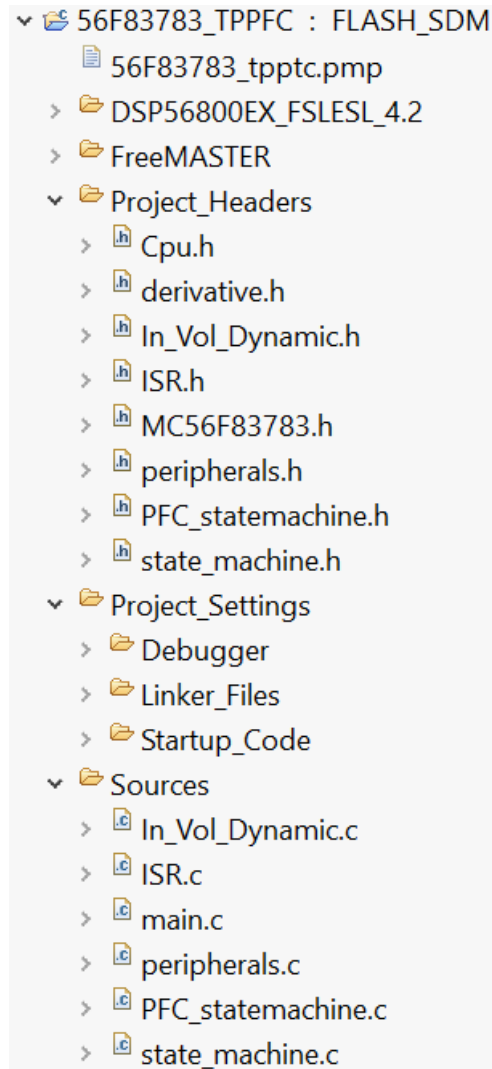 56F83783_TPPFC : FLASH_SDM
56F83783_tpptc.pmp
DSP56800EX_FSLESL_4.2
FreeMASTER
Project_Headers
Cpu.h
derivative.h
In_Vol_Dynamic.h
ISR.h
MC56F83783.h
peripherals.h
PFC_statemachine.h
state_machine.h
Project_Settings
Debugger
Linker_Files
Startup_Code
Sources
In_Vol_Dynamic.c
ISR.c
main.c
peripherals.c
PFC_statemachine.c
state_machine.c